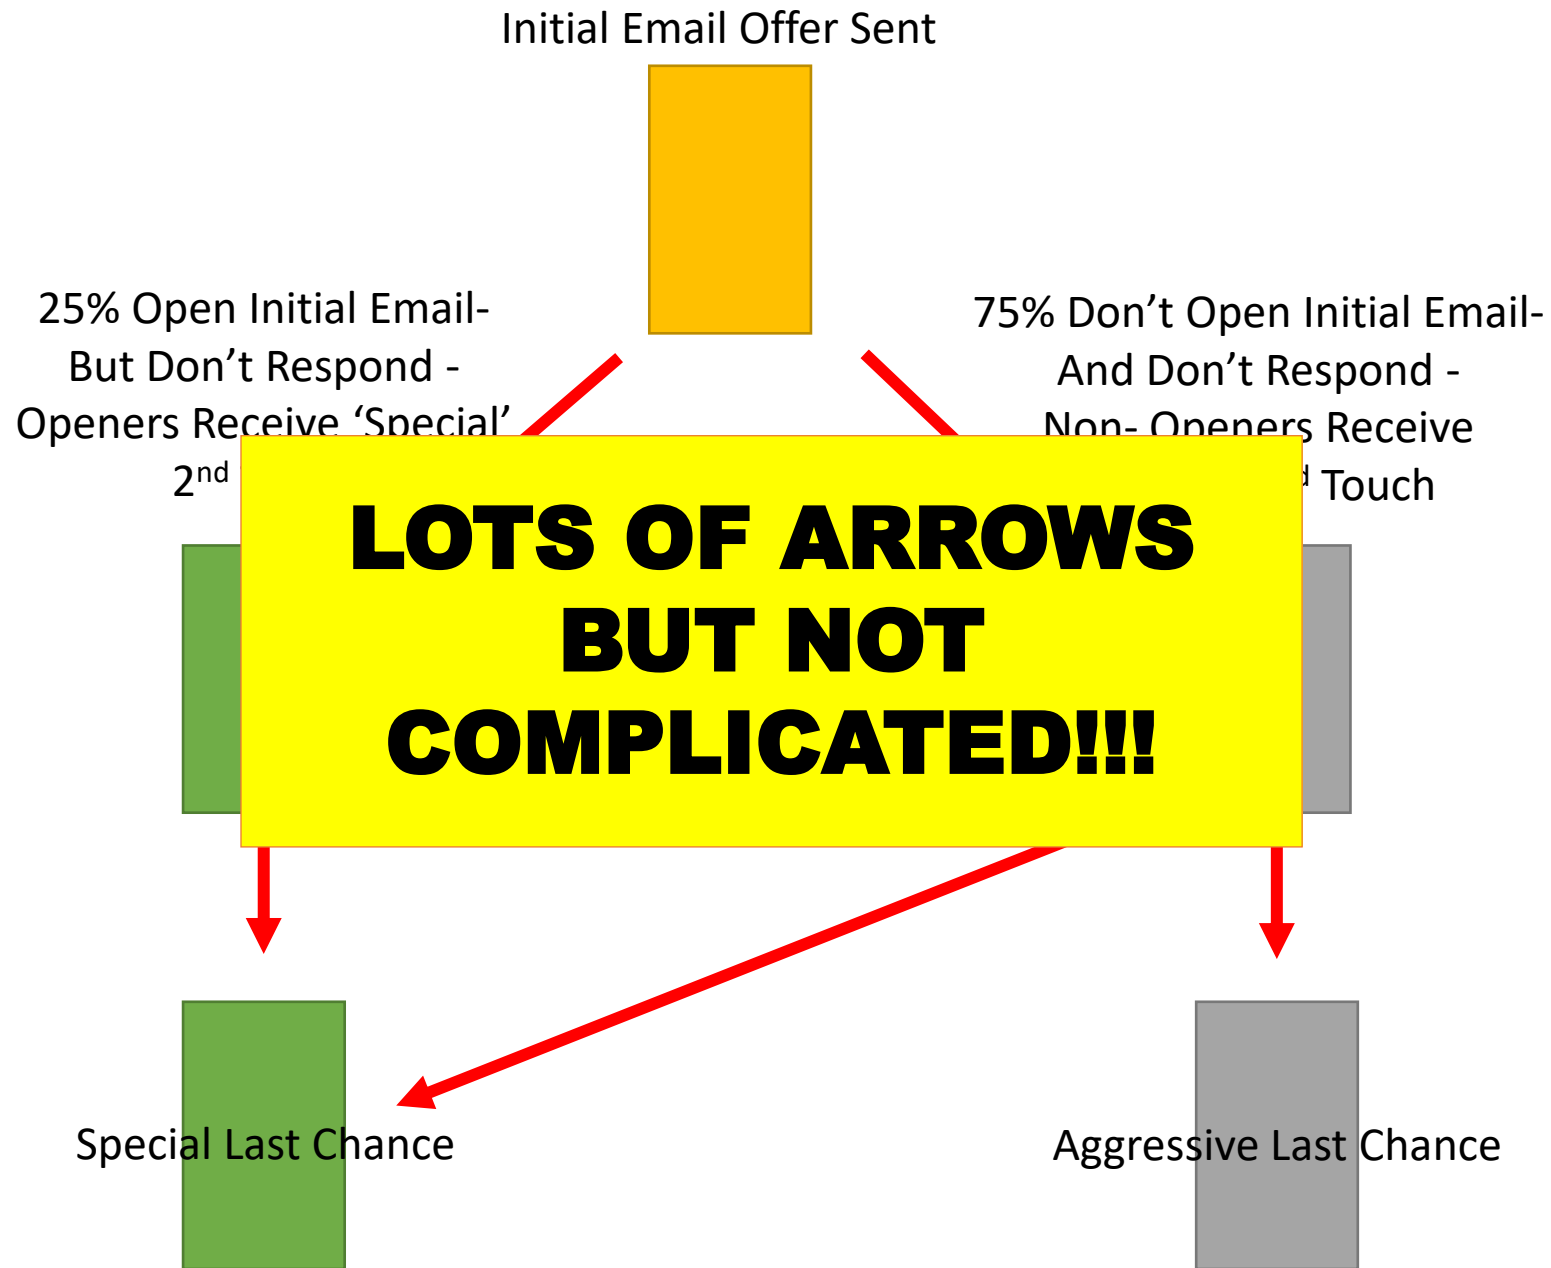 Initial Email Offer Sent
25% Open Initial Email-
But Don’t Respond -
Openers Receive ‘Special’
2nd
75% Don’t Open Initial Email-
And Don’t Respond -
Non- Openers Receive
Touch
LOTS OF ARROWS
BUT NOT
COMPLICATED!!!
Special Last Chance
Aggressive Last Chance